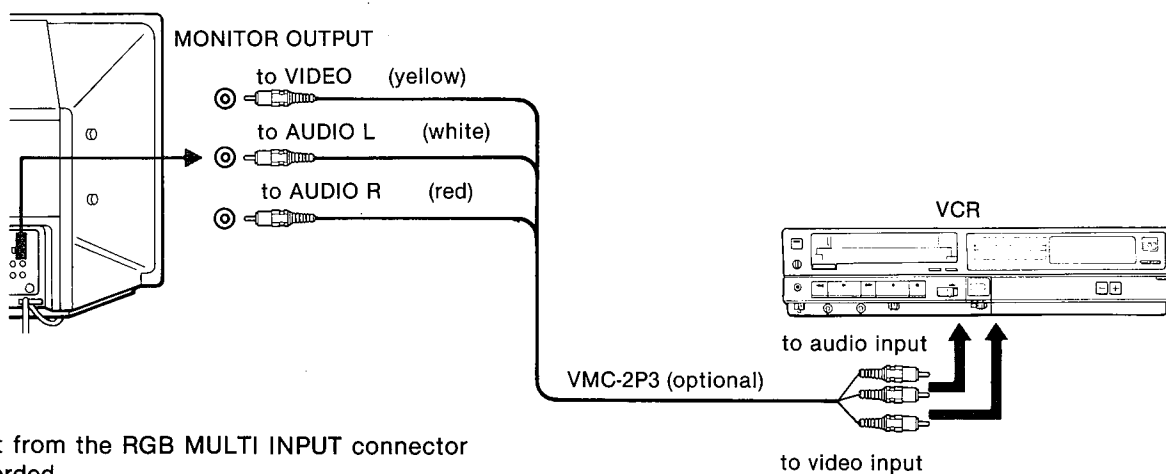 MONITOR OUTPUT
to VIDEO (yellow)
to AUDIO L (white)
to AUDIO R (red)
VCR
to audio input
VMC-2P3 (optional)
from the RGB MULTI INPUT connector
to video input